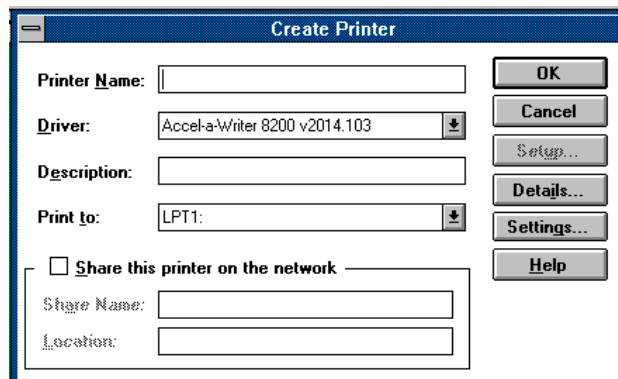 Create Printer
Printer Name:
OK
Driver: Accel-a-Writer 8200 v2014.103
Cancel
Setup...
Description:
Details...
Print to: LPT1:
Settings...
Share this printer on the network
Help
Share Name:
Location: